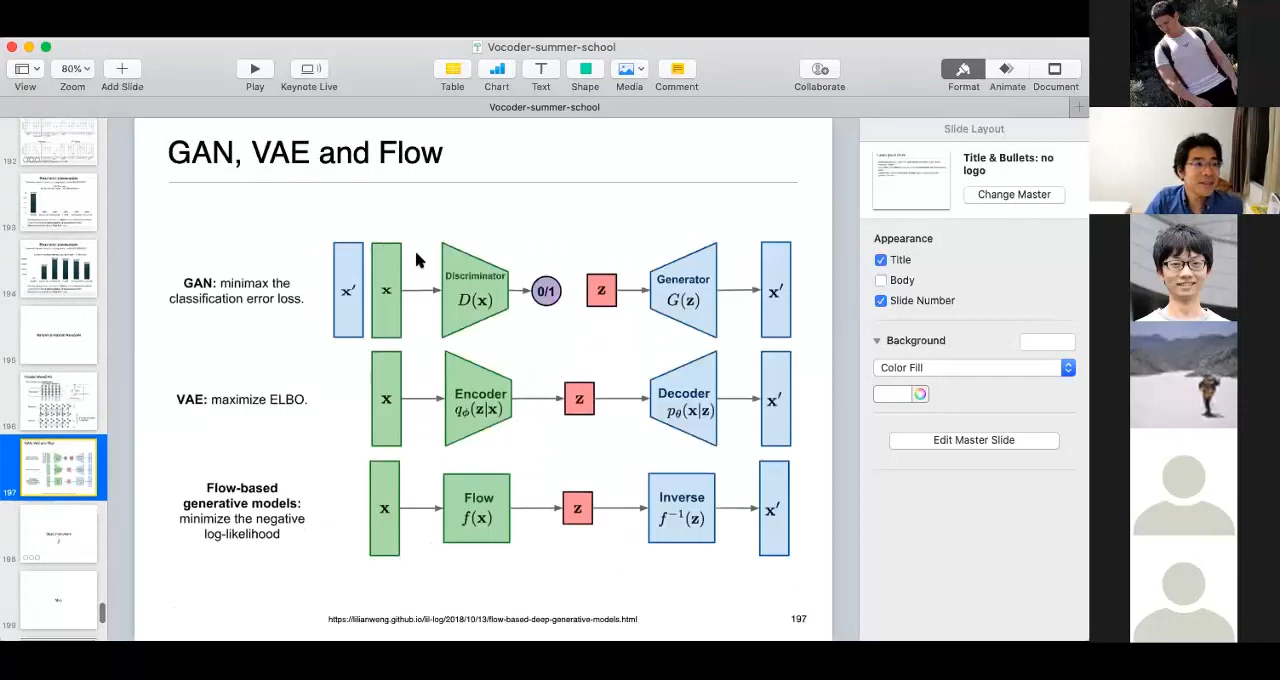 Vocoder-summer-school
80%
View
Zoom
Add Slide
Play
Keynote Live
Table
Chart
Text
Shape
Media
Comment
Collaborate
Format
Animate
Document
Vocoder-summer-school
192
193
194
195
196
197
198
199
GAN, VAE and Flow
GAN: minimax the
classification error loss.
x′
x
Discriminator
D(x)
0/1
z
Generator
G(z)
x′
VAE: maximize ELBO.
x
Encoder
qϕ(z|x)
z
Decoder
pθ(x|z)
x′
Flow-based
generative models:
minimize the negative
log-likelihood
x
Flow
f(x)
z
Inverse
f⁻¹(z)
x′
https://lilianweng.github.io/lil-log/2018/10/13/flow-based-deep-generative-models.html
197
Slide Layout
Title & Bullets: no
logo
Change Master
Appearance
Title
Body
Slide Number
Background
Color Fill
Edit Master Slide